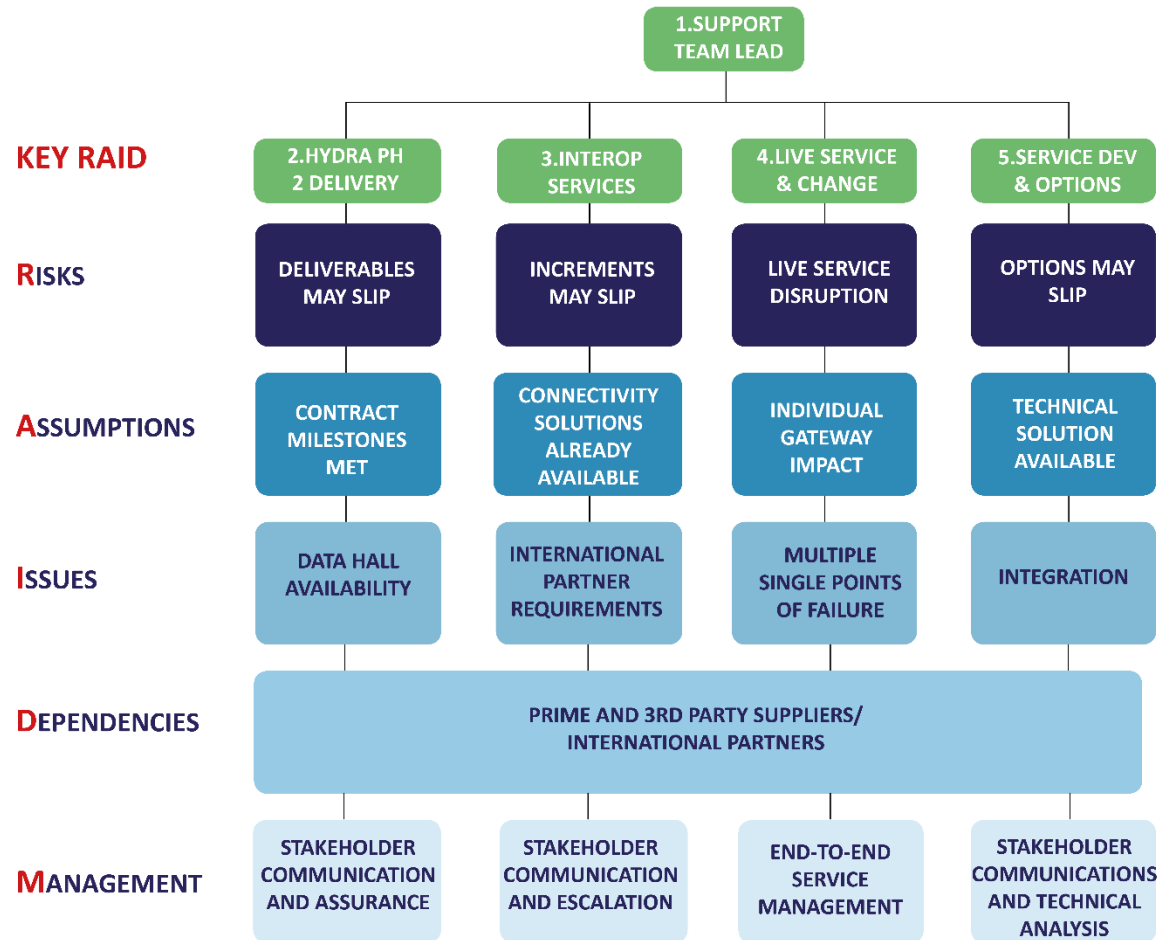 1.SUPPORT
TEAM LEAD
KEY RAID
2.HYDRA PH
2 DELIVERY
3.INTEROP
SERVICES
4.LIVE SERVICE
& CHANGE
5.SERVICE DEV
& OPTIONS
RISKS
DELIVERABLES
MAY SLIP
INCREMENTS
MAY SLIP
LIVE SERVICE
DISRUPTION
OPTIONS MAY
SLIP
ASSUMPTIONS
CONTRACT
MILESTONES
MET
CONNECTIVITY
SOLUTIONS
ALREADY
AVAILABLE
INDIVIDUAL
GATEWAY
IMPACT
TECHNICAL
SOLUTION
AVAILABLE
ISSUES
DATA HALL
AVAILABILITY
INTERNATIONAL
PARTNER
REQUIREMENTS
MULTIPLE
SINGLE POINTS
OF FAILURE
INTEGRATION
DEPENDENCIES
PRIME AND 3RD PARTY SUPPLIERS/
INTERNATIONAL PARTNERS
MANAGEMENT
STAKEHOLDER
COMMUNICATION
AND ASSURANCE
STAKEHOLDER
COMMUNICATION
AND ESCALATION
END-TO-END
SERVICE
MANAGEMENT
STAKEHOLDER
COMMUNICATIONS
AND TECHNICAL
ANALYSIS